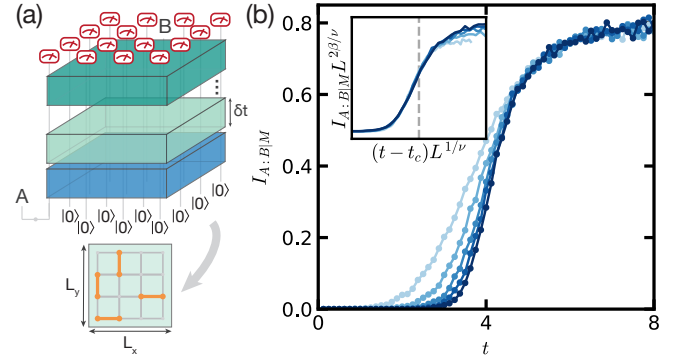 (a)
B
δt
A
|0⟩ |0⟩ |0⟩ |0⟩ |0⟩
|0⟩ |0⟩ |0⟩ |0⟩
L_y
L_x
(b)
I_{A:B|M}
0.8
0.6
0.4
0.2
0.0
0
4
8
t
I_{A:B|M}L^{2β/ν}
(t − t_c)L^{1/ν}